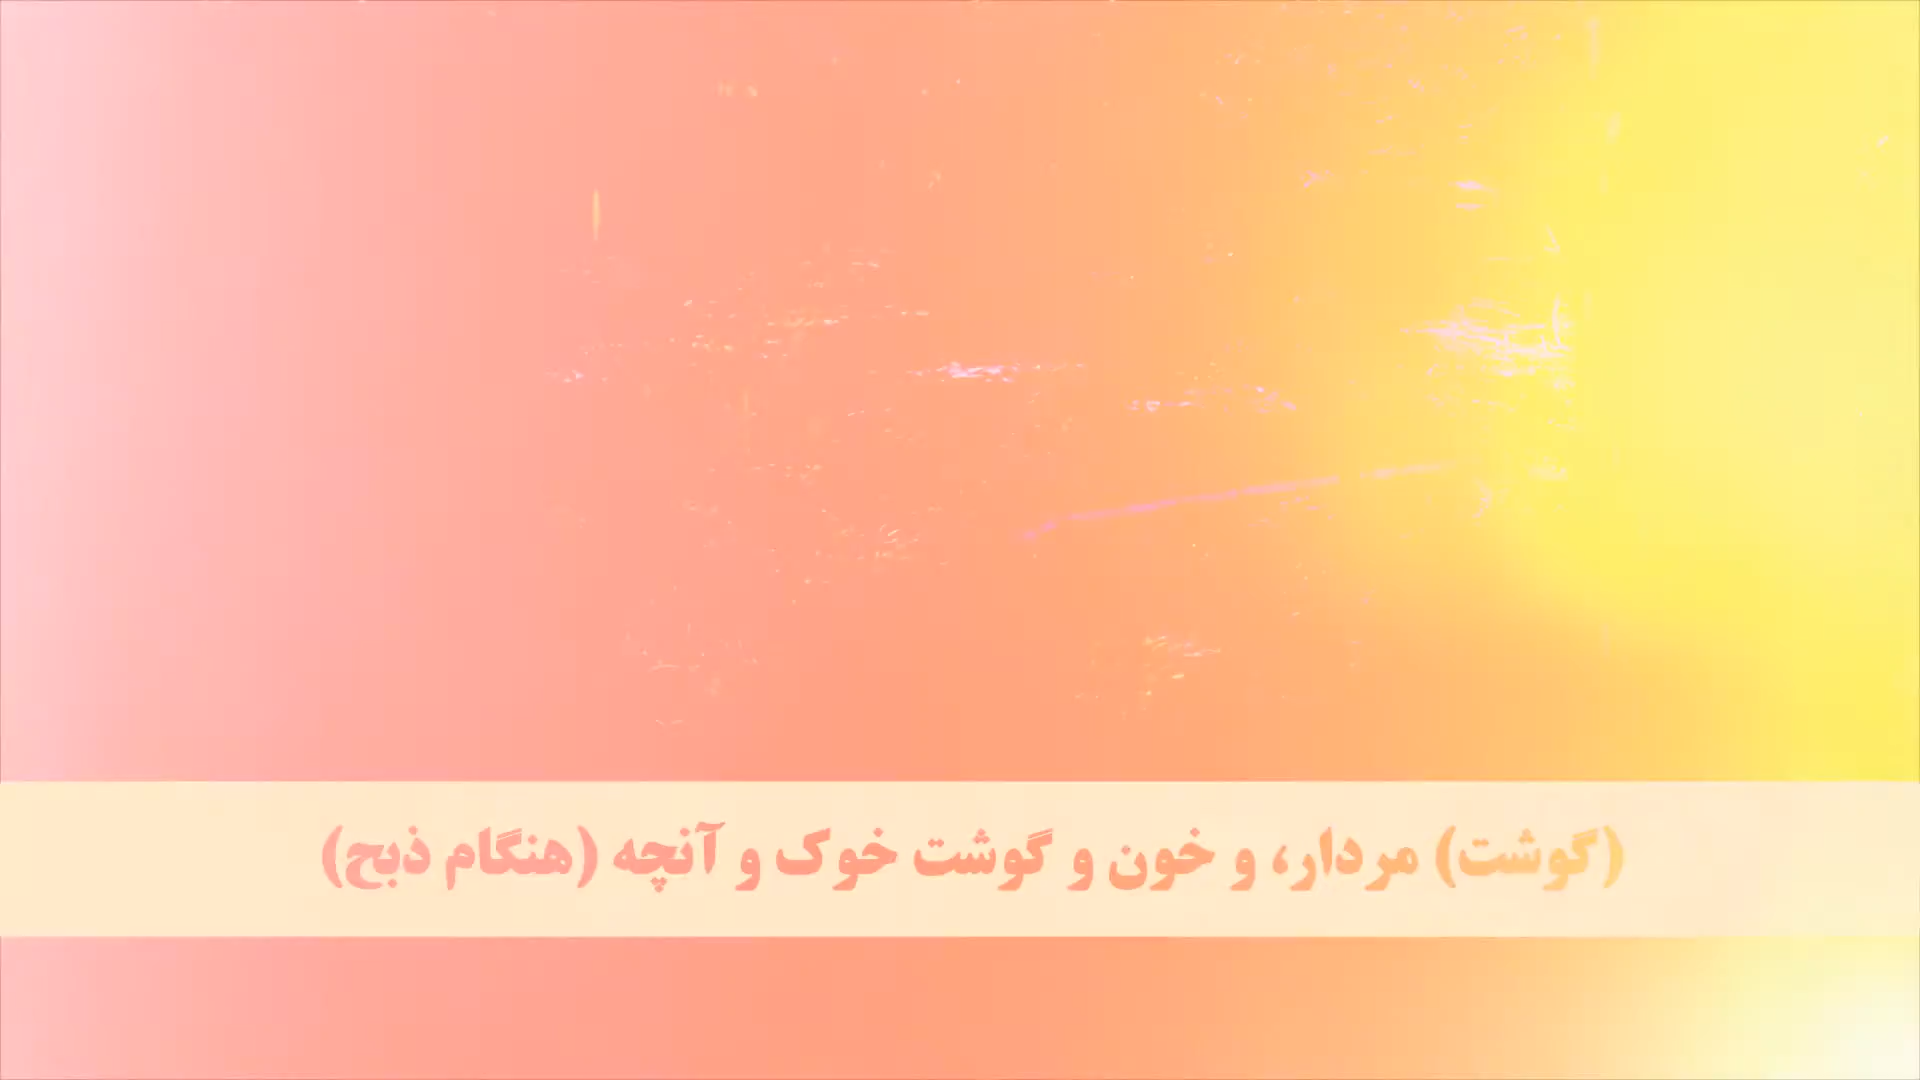 (گوشت) مردار، و خون و گوشت خوک و آنچه (هنگام ذبح)